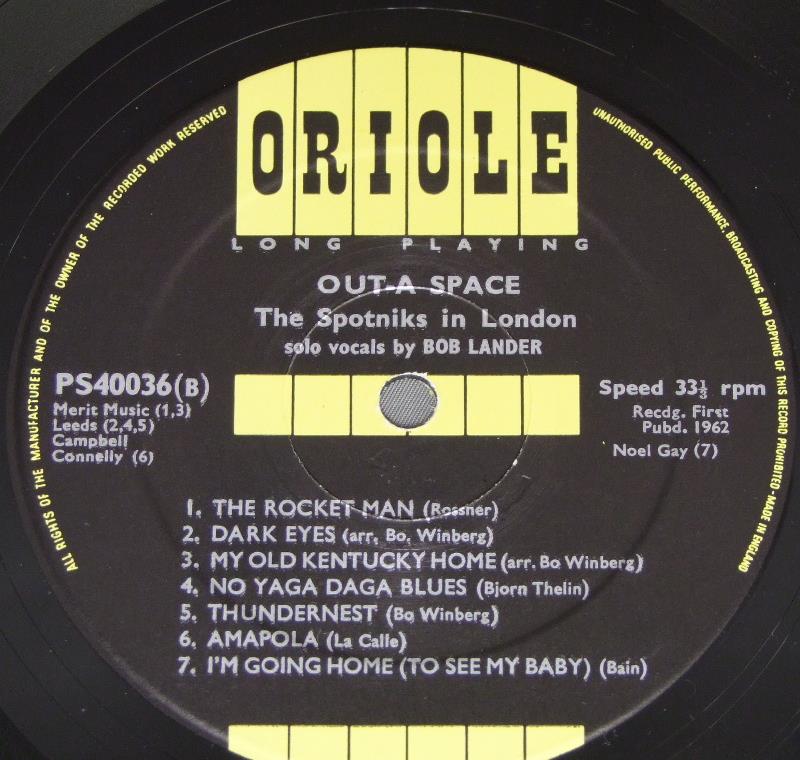 ORIOLE
LONG PLAYING
ALL RIGHTS OF THE MANUFACTURER AND OF THE OWNER OF THE RECORDED WORK RESERVED
UNAUTHORISED PUBLIC PERFORMANCE, BROADCASTING AND COPYING OF THIS RECORD PROHIBITED - MADE IN ENGLAND
OUT-A SPACE
The Spotniks in London
solo vocals by BOB LANDER
PS40036(B)
Merit Music (1,3)
Leeds (2,4,5)
Campbell
Connelly (6)
Speed 33⅓ rpm
Recdg. First
Pubd. 1962
Noel Gay (7)
1. THE ROCKET MAN (Rossner)
2. DARK EYES (arr. Bo. Winberg)
3. MY OLD KENTUCKY HOME (arr. Bo Winberg)
4. NO YAGA DAGA BLUES (Bjorn Thelin)
5. THUNDERNEST (Bo Winberg)
6. AMAPOLA (La Calle)
7. I'M GOING HOME (TO SEE MY BABY) (Bain)